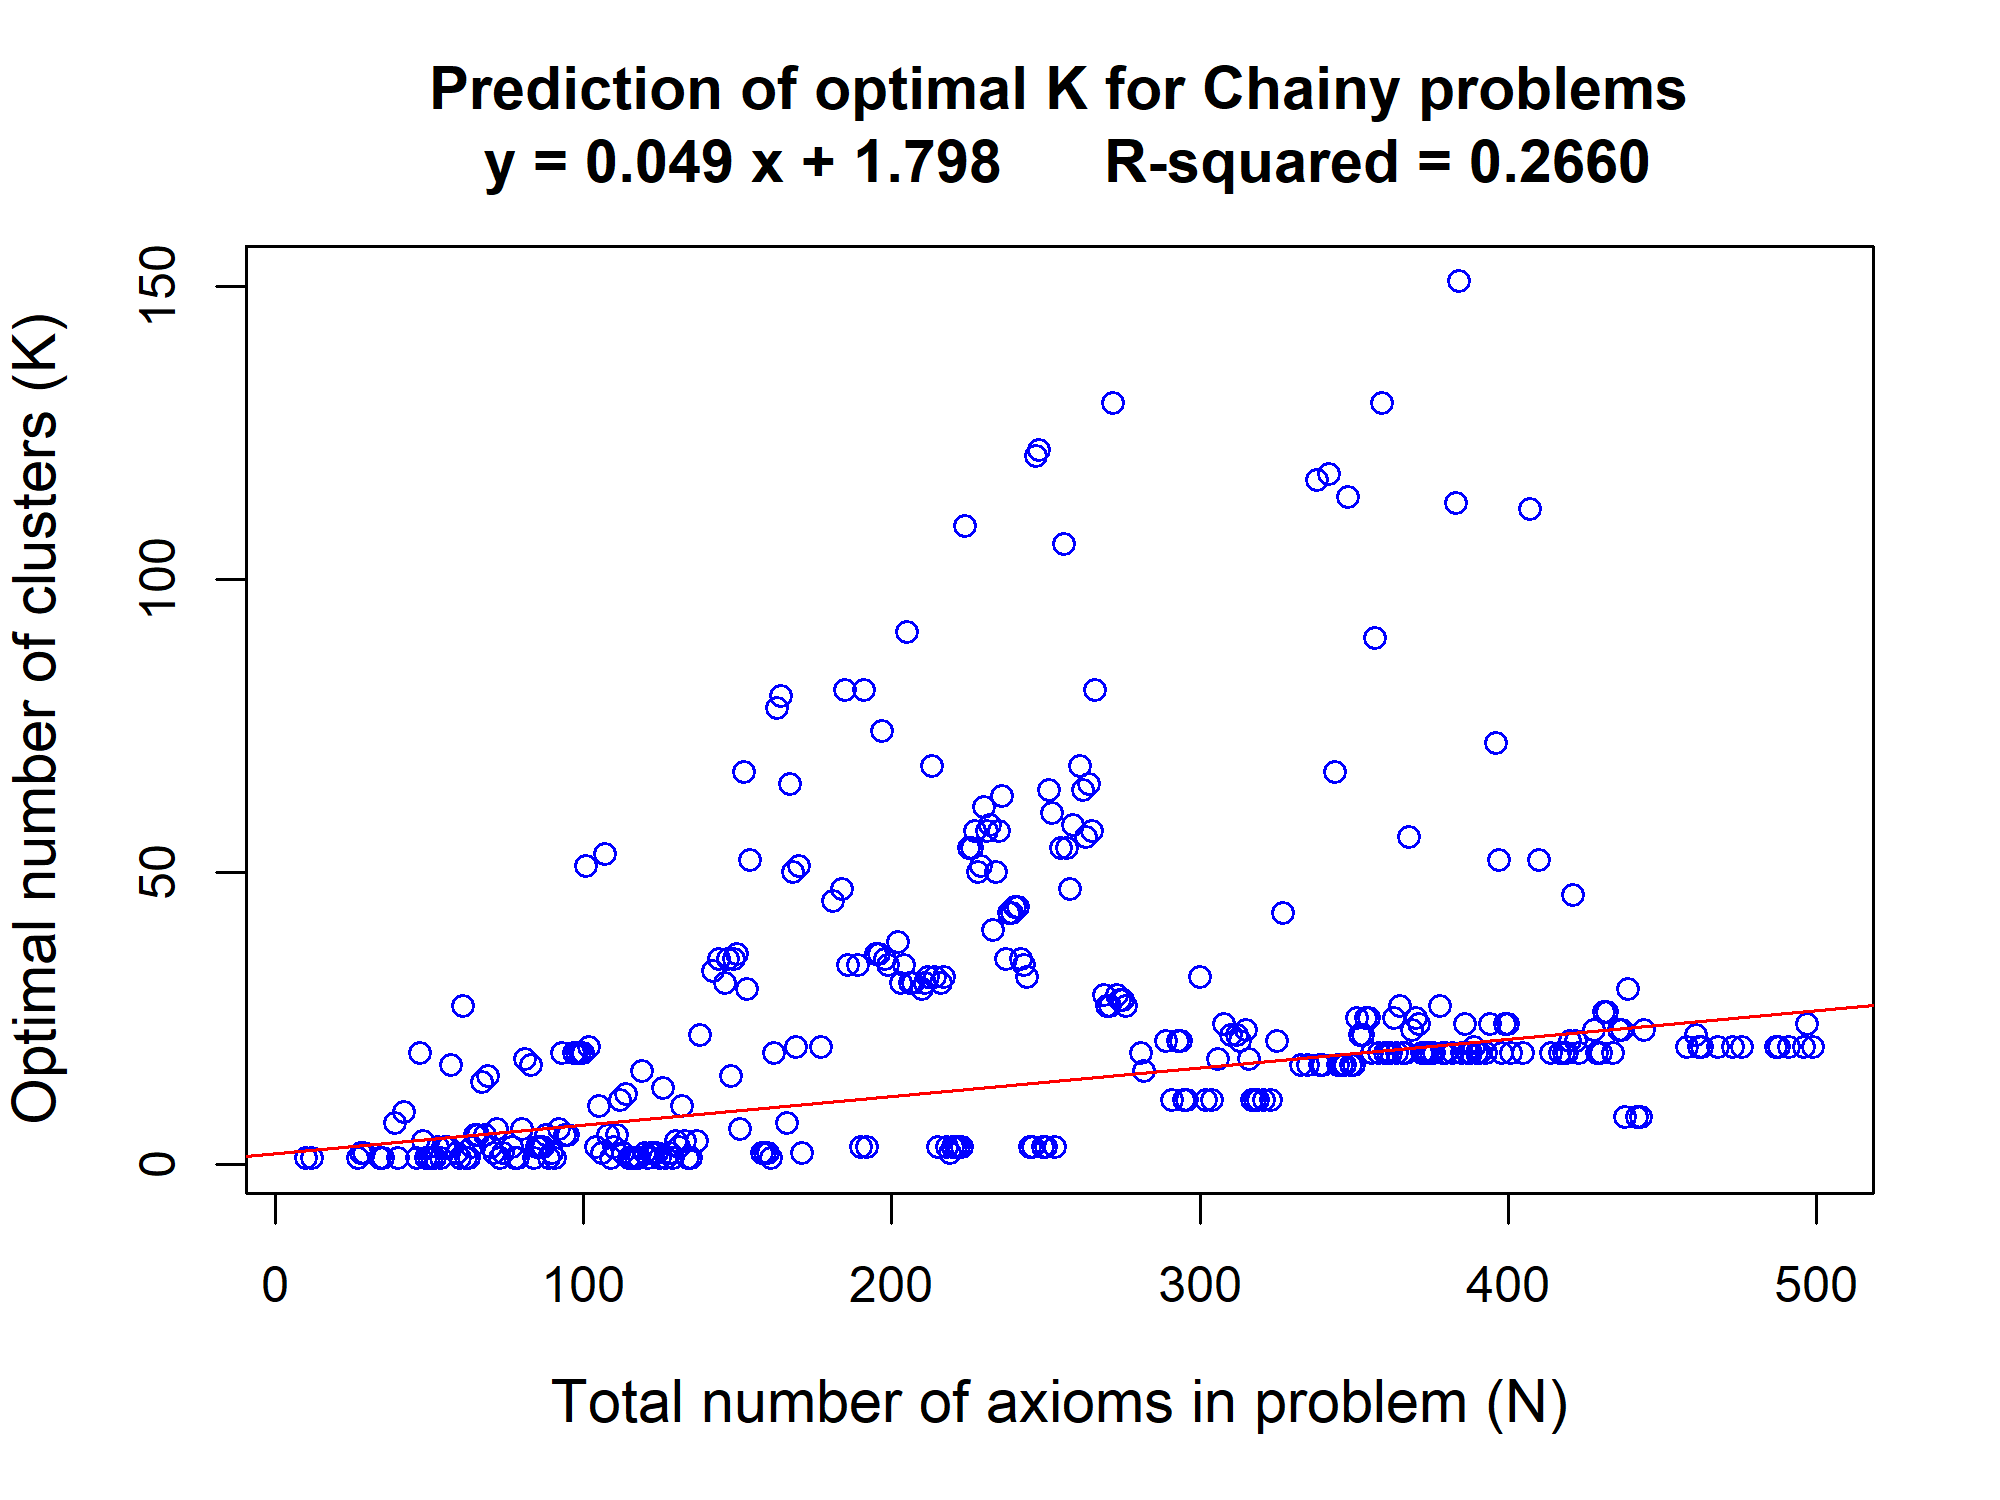 Prediction of optimal K for Chainy problems
y = 0.049 x + 1.798 R-squared = 0.2660
Optimal number of clusters (K)
150
100
50
0
0 100 200 300 400 500
Total number of axioms in problem (N)